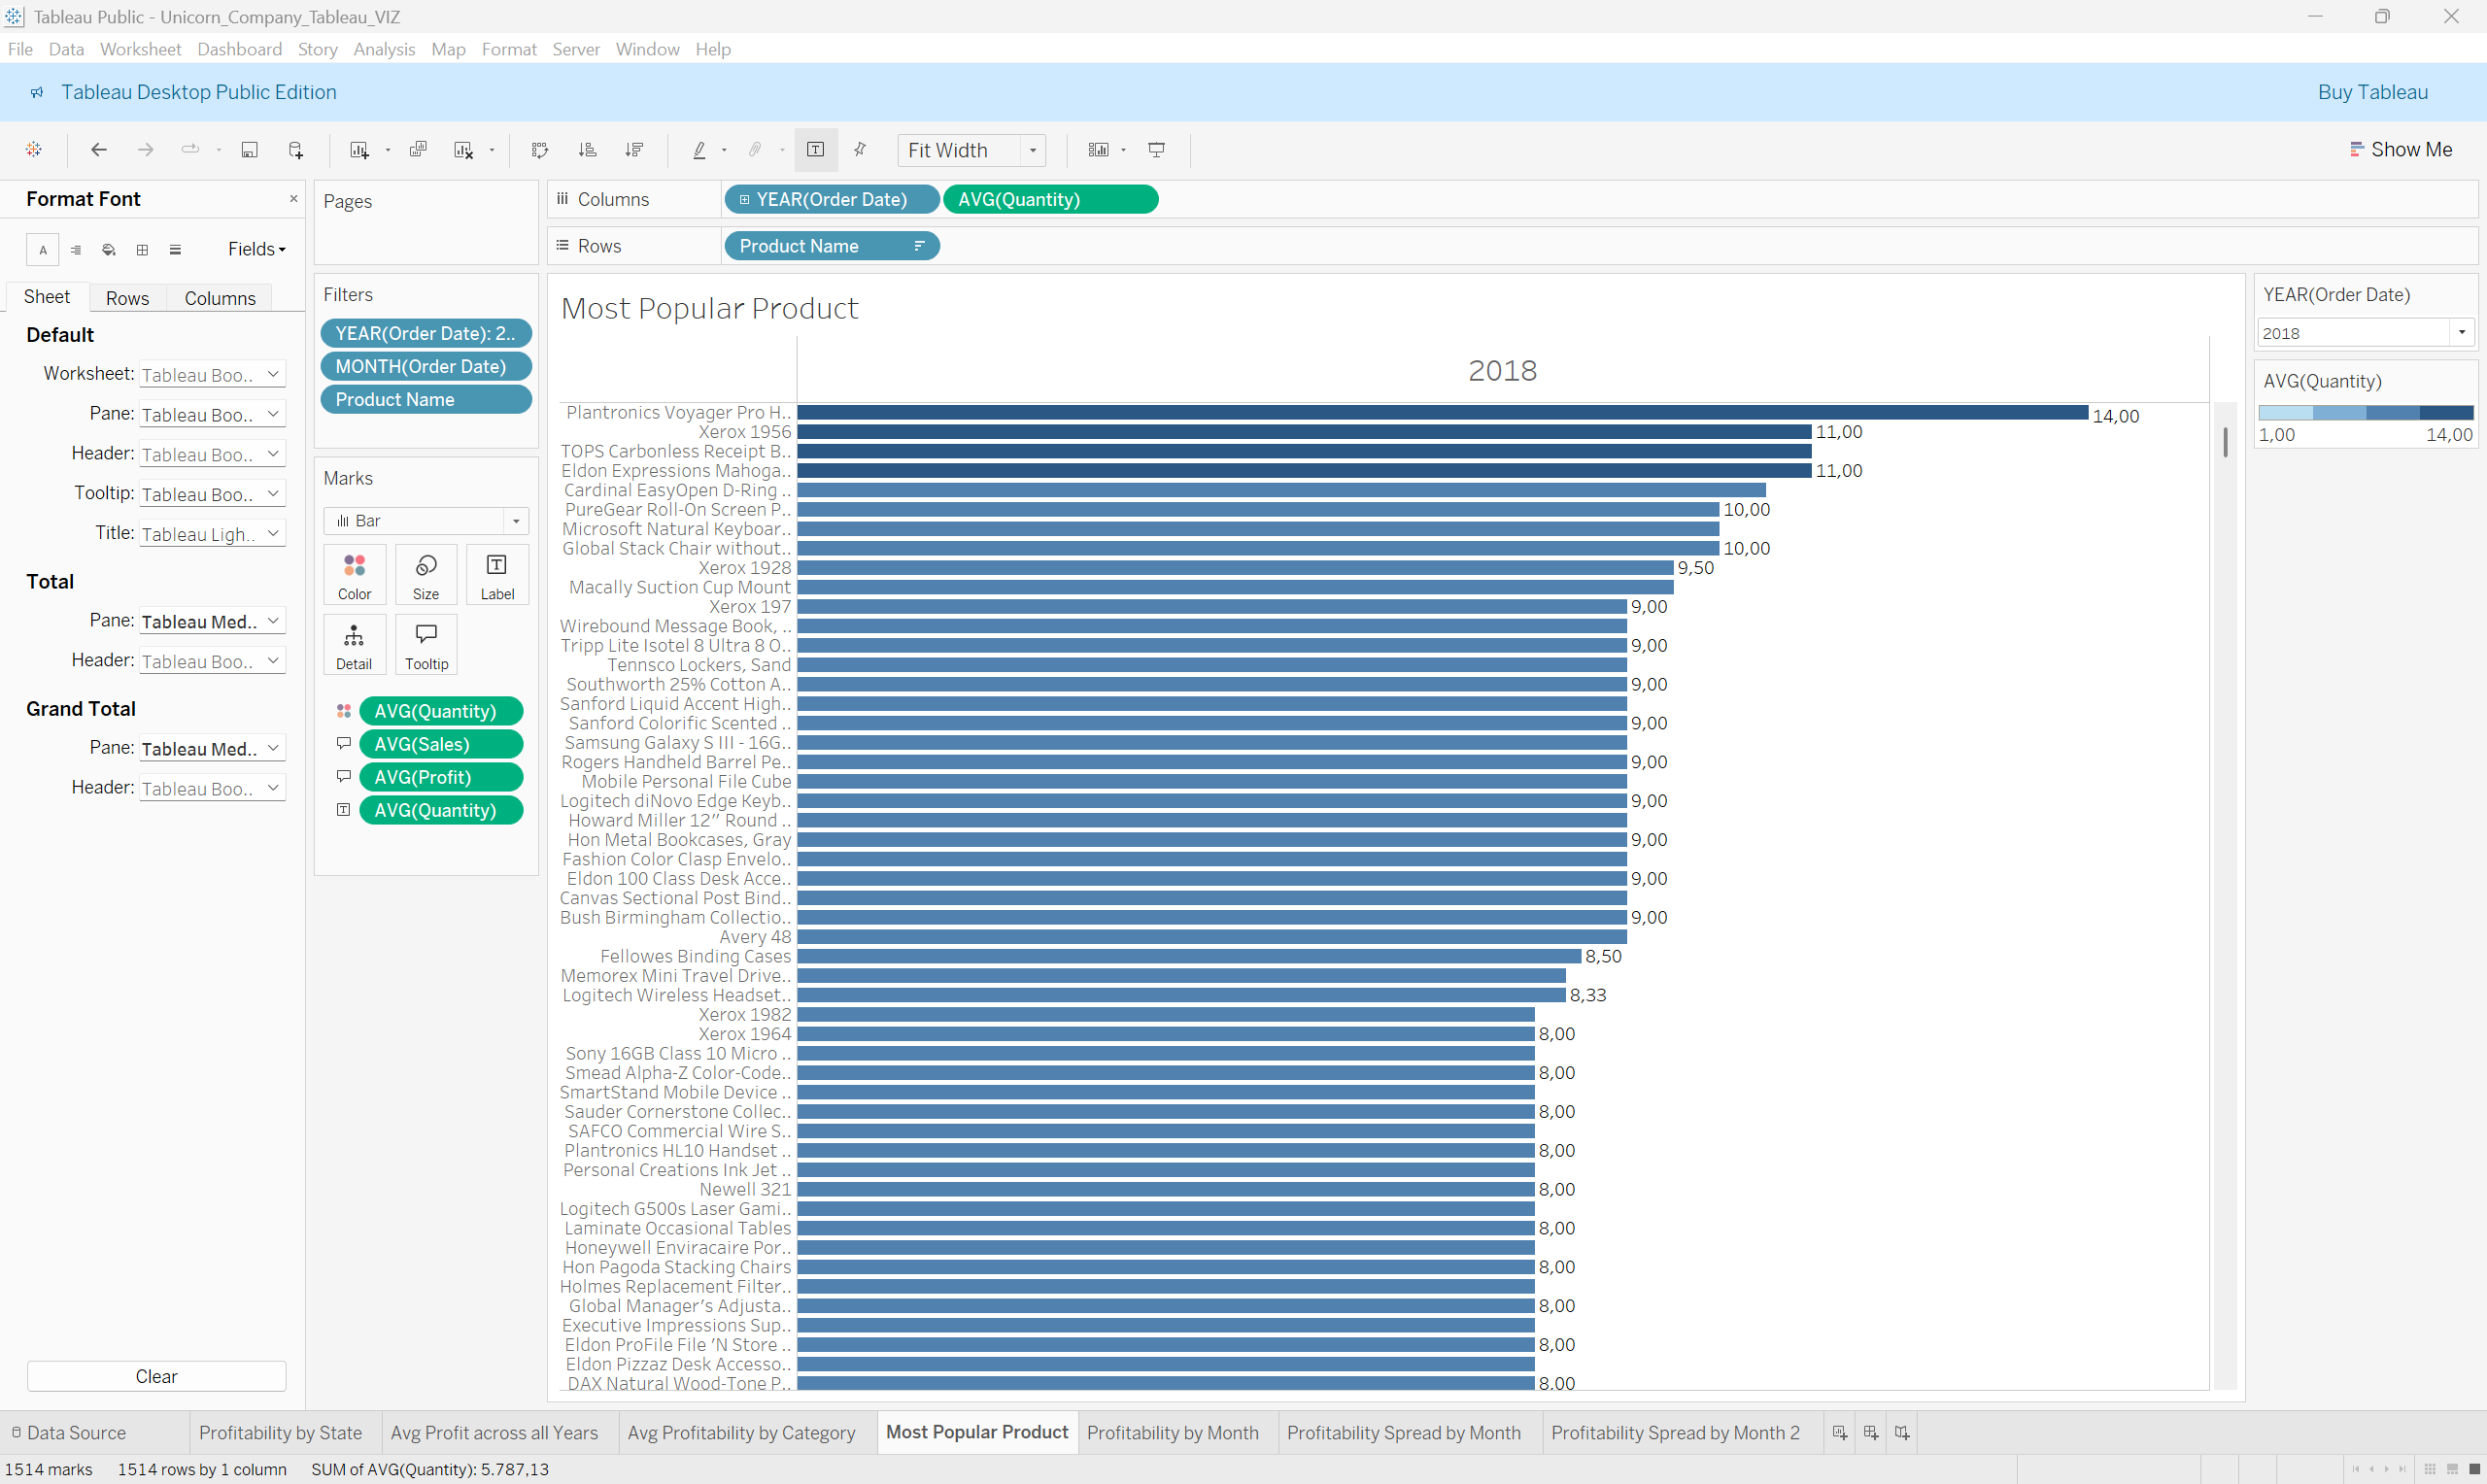 Tableau Public - Unicorn_Company_Tableau_VIZ
File Data Worksheet Dashboard Story Analysis Map Format Server Window Help
Tableau Desktop Public Edition
Buy Tableau
Fit Width
Show Me
Format Font
Fields
Sheet Rows Columns
Default
Worksheet: Tableau Boo..
Pane: Tableau Boo..
Header: Tableau Boo..
Tooltip: Tableau Boo..
Title: Tableau Ligh..
Total
Pane: Tableau Med..
Header: Tableau Boo..
Grand Total
Pane: Tableau Med..
Header: Tableau Boo..
Clear
Pages
Filters
YEAR(Order Date): 2..
MONTH(Order Date)
Product Name
Marks
Bar
Color Size Label
Detail Tooltip
AVG(Quantity)
AVG(Sales)
AVG(Profit)
AVG(Quantity)
Columns YEAR(Order Date) AVG(Quantity)
Rows Product Name
Most Popular Product
2018
Plantronics Voyager Pro H.. 14,00
Xerox 1956 11,00
TOPS Carbonless Receipt B..
Eldon Expressions Mahoga.. 11,00
Cardinal EasyOpen D-Ring ..
PureGear Roll-On Screen P.. 10,00
Microsoft Natural Keyboar..
Global Stack Chair without.. 10,00
Xerox 1928 9,50
Macally Suction Cup Mount
Xerox 197 9,00
Wirebound Message Book, ..
Tripp Lite Isotel 8 Ultra 8 O.. 9,00
Tennsco Lockers, Sand
Southworth 25% Cotton A.. 9,00
Sanford Liquid Accent High..
Sanford Colorific Scented .. 9,00
Samsung Galaxy S III - 16G..
Rogers Handheld Barrel Pe.. 9,00
Mobile Personal File Cube
Logitech diNovo Edge Keyb.. 9,00
Howard Miller 12" Round ..
Hon Metal Bookcases, Gray 9,00
Fashion Color Clasp Envelo..
Eldon 100 Class Desk Acce.. 9,00
Canvas Sectional Post Bind..
Bush Birmingham Collectio.. 9,00
Avery 48
Fellowes Binding Cases 8,50
Memorex Mini Travel Drive..
Logitech Wireless Headset.. 8,33
Xerox 1982
Xerox 1964 8,00
Sony 16GB Class 10 Micro ..
Smead Alpha-Z Color-Code.. 8,00
SmartStand Mobile Device ..
Sauder Cornerstone Collec.. 8,00
SAFCO Commercial Wire S..
Plantronics HL10 Handset .. 8,00
Personal Creations Ink Jet ..
Newell 321 8,00
Logitech G500s Laser Gami..
Laminate Occasional Tables 8,00
Honeywell Enviracaire Por..
Hon Pagoda Stacking Chairs 8,00
Holmes Replacement Filter..
Global Manager's Adjusta.. 8,00
Executive Impressions Sup..
Eldon ProFile File 'N Store .. 8,00
Eldon Pizzaz Desk Accesso..
DAX Natural Wood-Tone P.. 8,00
YEAR(Order Date)
2018
AVG(Quantity)
1,00 14,00
Data Source Profitability by State Avg Profit across all Years Avg Profitability by Category Most Popular Product Profitability by Month Profitability Spread by Month Profitability Spread by Month 2
1514 marks 1514 rows by 1 column SUM of AVG(Quantity): 5.787,13